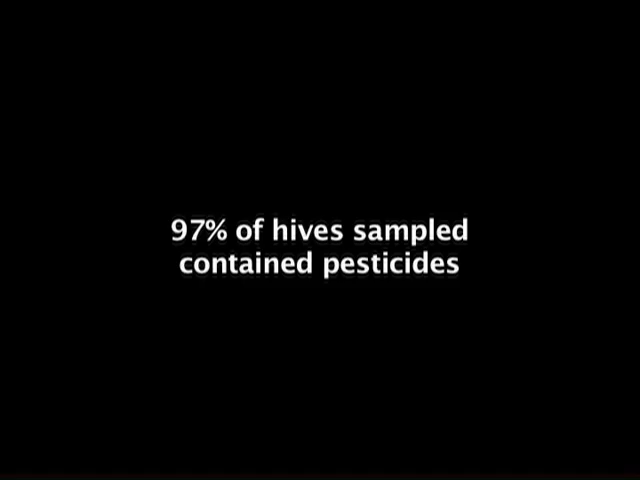 97% of hives sampled
contained pesticides